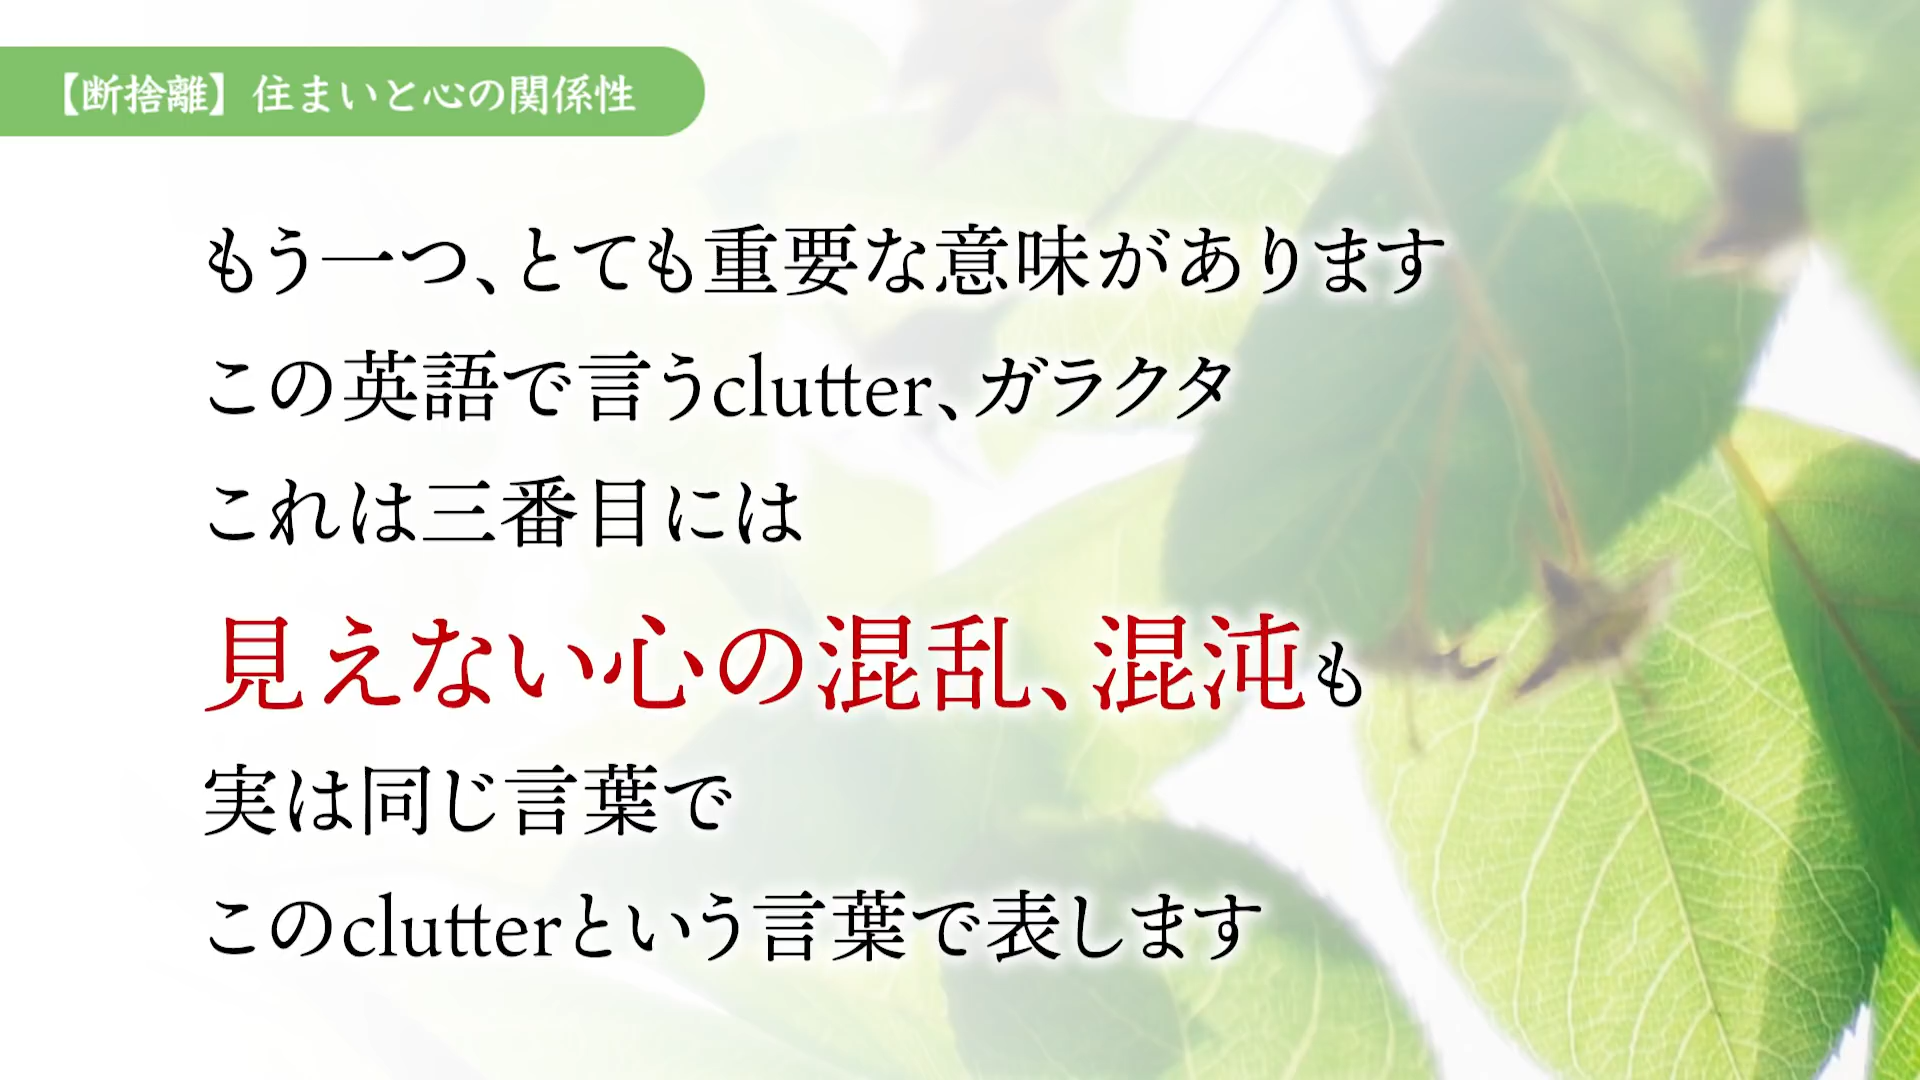 【断捨離】住まいと心の関係性
もう一つ、とても重要な意味があります
この英語で言うclutter、ガラクタ
これは三番目には
見えない心の混乱、混沌も
実は同じ言葉で
このclutterという言葉で表します